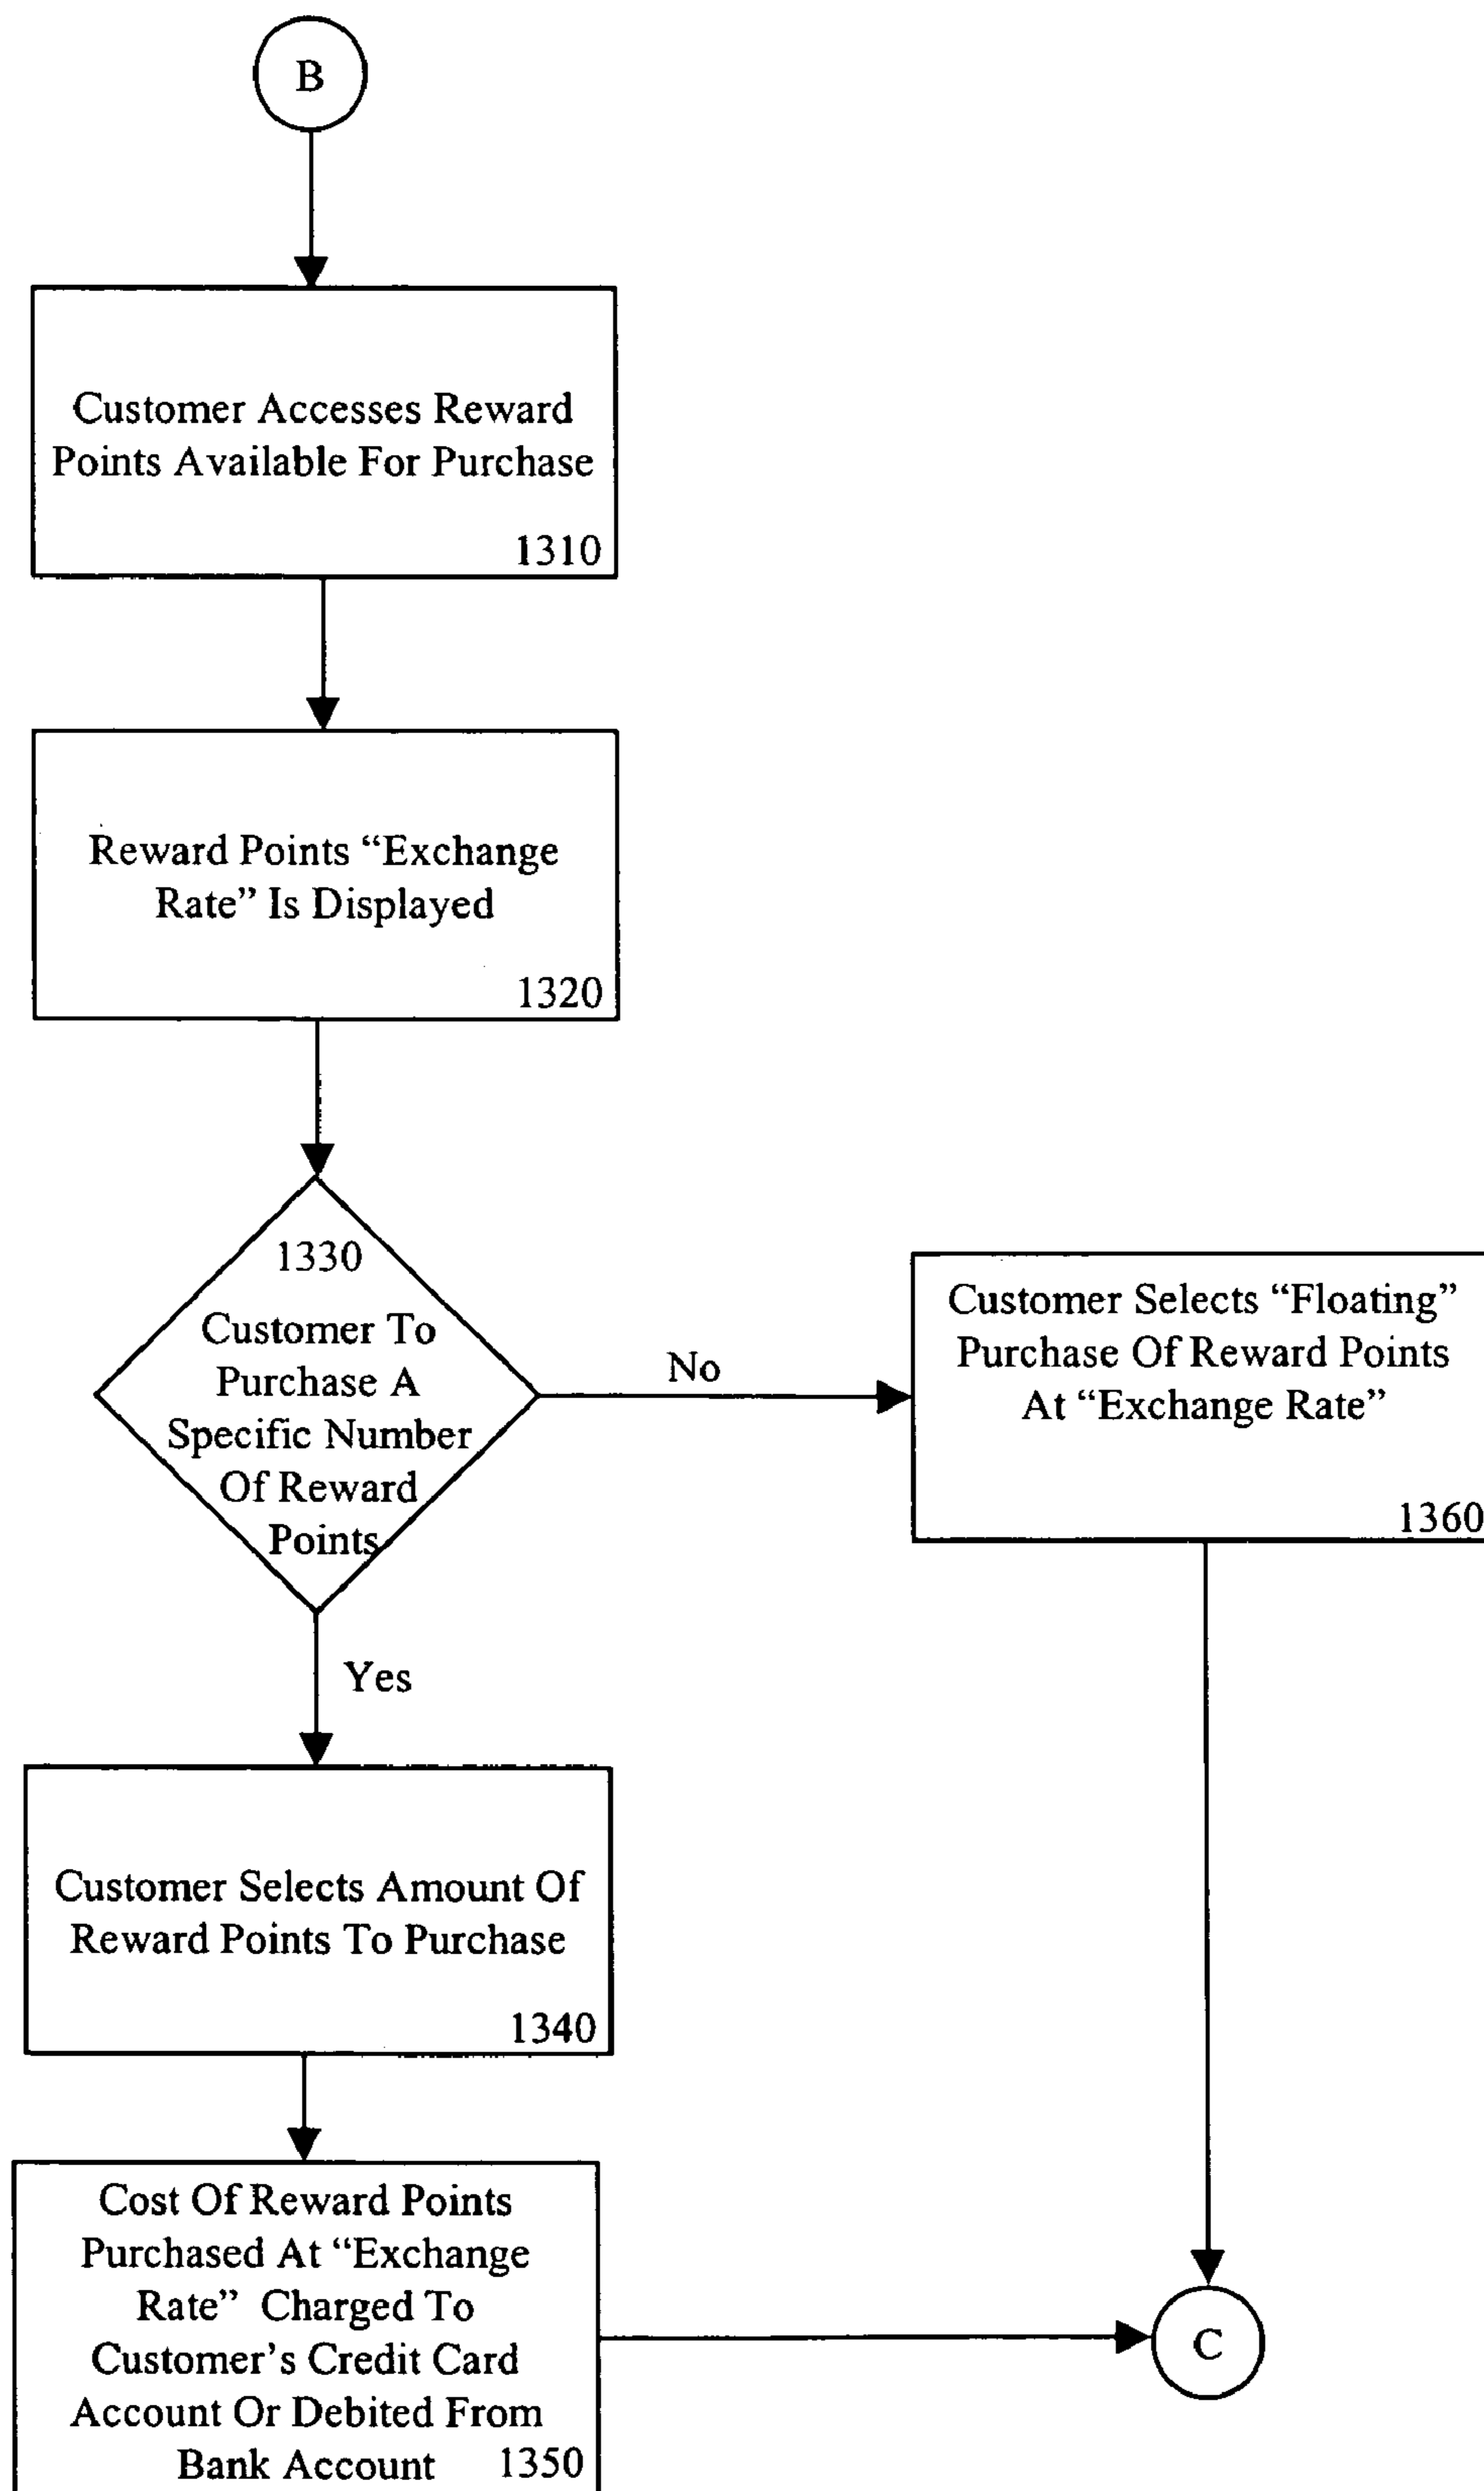 B
Customer Accesses Reward
Points Available For Purchase
1310
Reward Points “Exchange
Rate” Is Displayed
1320
1330
Customer To
Purchase A
Specific Number
Of Reward
Points
No
Customer Selects “Floating”
Purchase Of Reward Points
At “Exchange Rate”
1360
Yes
Customer Selects Amount Of
Reward Points To Purchase
1340
Cost Of Reward Points
Purchased At “Exchange
Rate” Charged To
Customer’s Credit Card
Account Or Debited From
Bank Account 1350
C